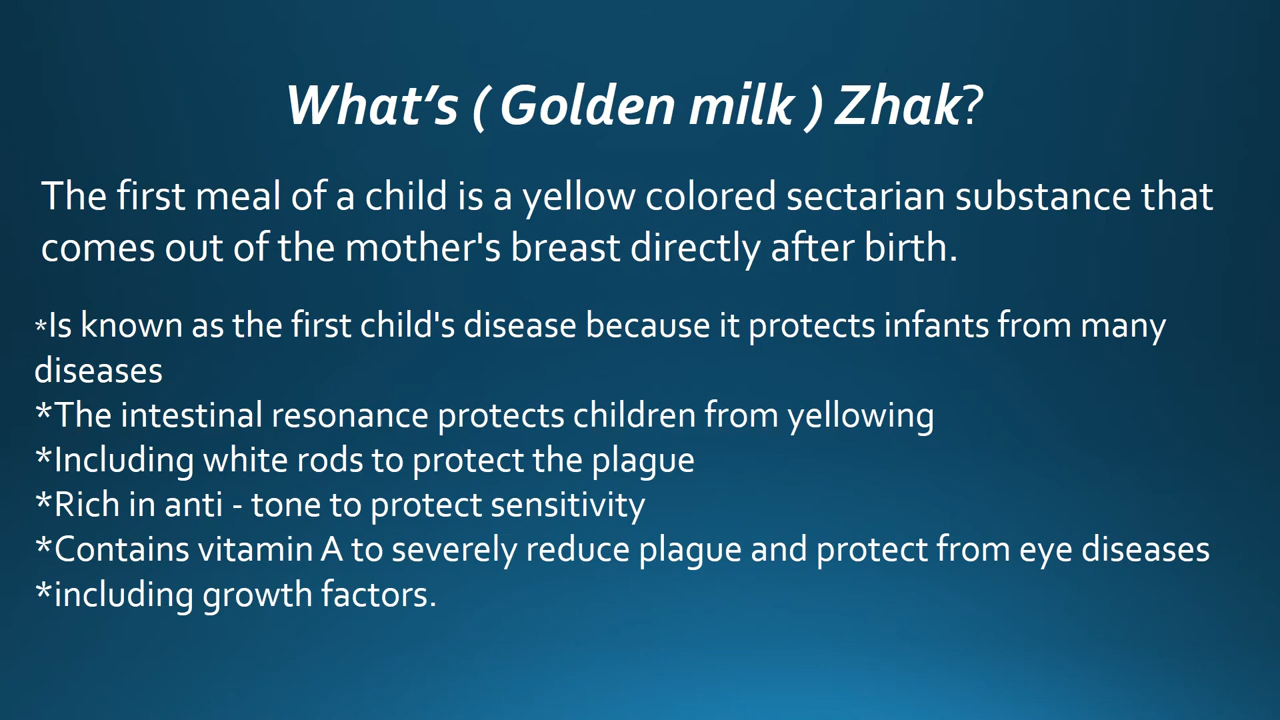 What's ( Golden milk ) Zhak?
The first meal of a child is a yellow colored sectarian substance that
comes out of the mother's breast directly after birth.
*Is known as the first child's disease because it protects infants from many
diseases
*The intestinal resonance protects children from yellowing
*Including white rods to protect the plague
*Rich in anti - tone to protect sensitivity
*Contains vitamin A to severely reduce plague and protect from eye diseases
*including growth factors.